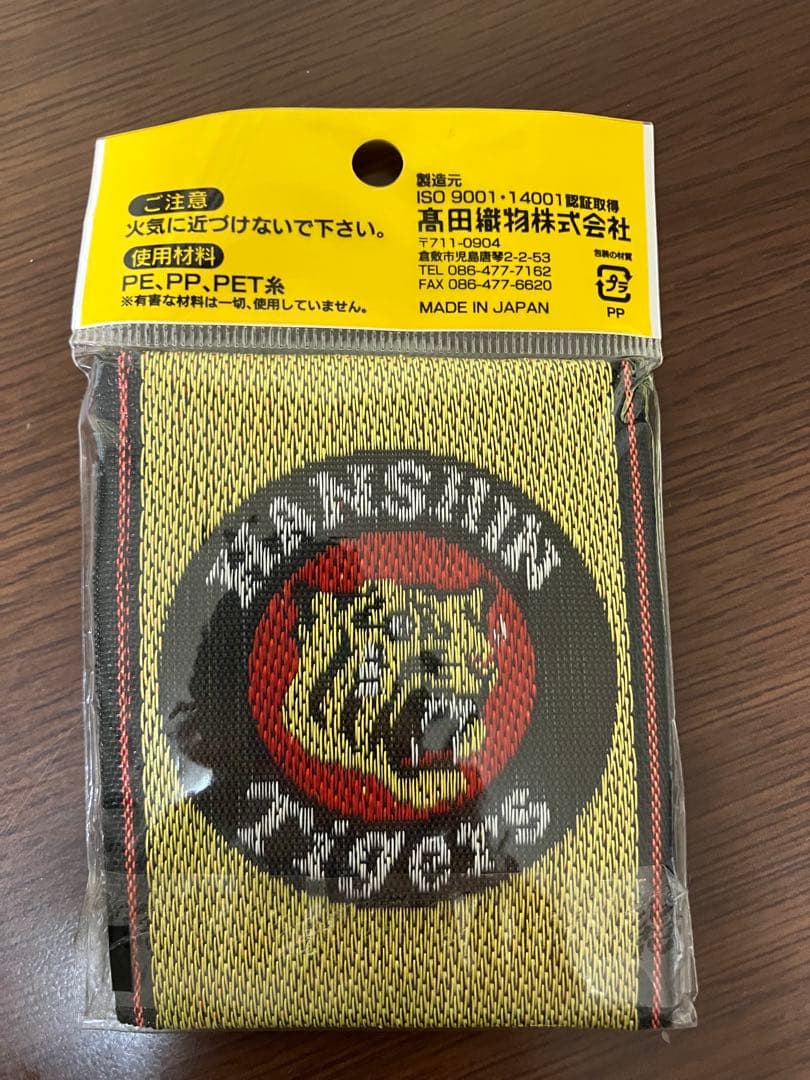 ご注意
火気に近づけないで下さい。
使用材料
PE、PP、PET糸
※有害な材料は一切、使用していません。
製造元
ISO 9001・14001認証取得
髙田織物株式会社
〒711-0904
倉敷市児島唐琴2-2-53
TEL 086-477-7162
FAX 086-477-6620
MADE IN JAPAN
包装の材質
プラ
PP
HANSHIN
Tigers